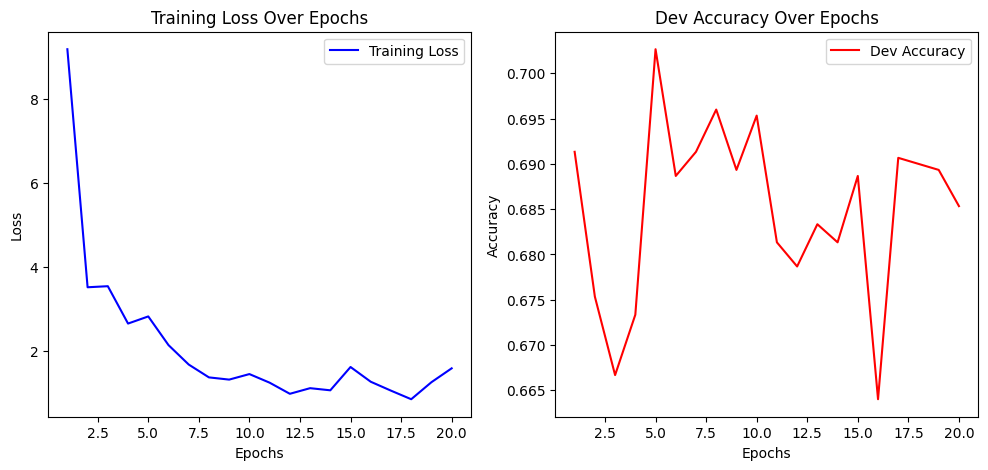 Training Loss Over Epochs
Training Loss
Loss
8
6
4
2
2.5 5.0 7.5 10.0 12.5 15.0 17.5 20.0
Epochs
Dev Accuracy Over Epochs
Dev Accuracy
Accuracy
0.700
0.695
0.690
0.685
0.680
0.675
0.670
0.665
2.5 5.0 7.5 10.0 12.5 15.0 17.5 20.0
Epochs